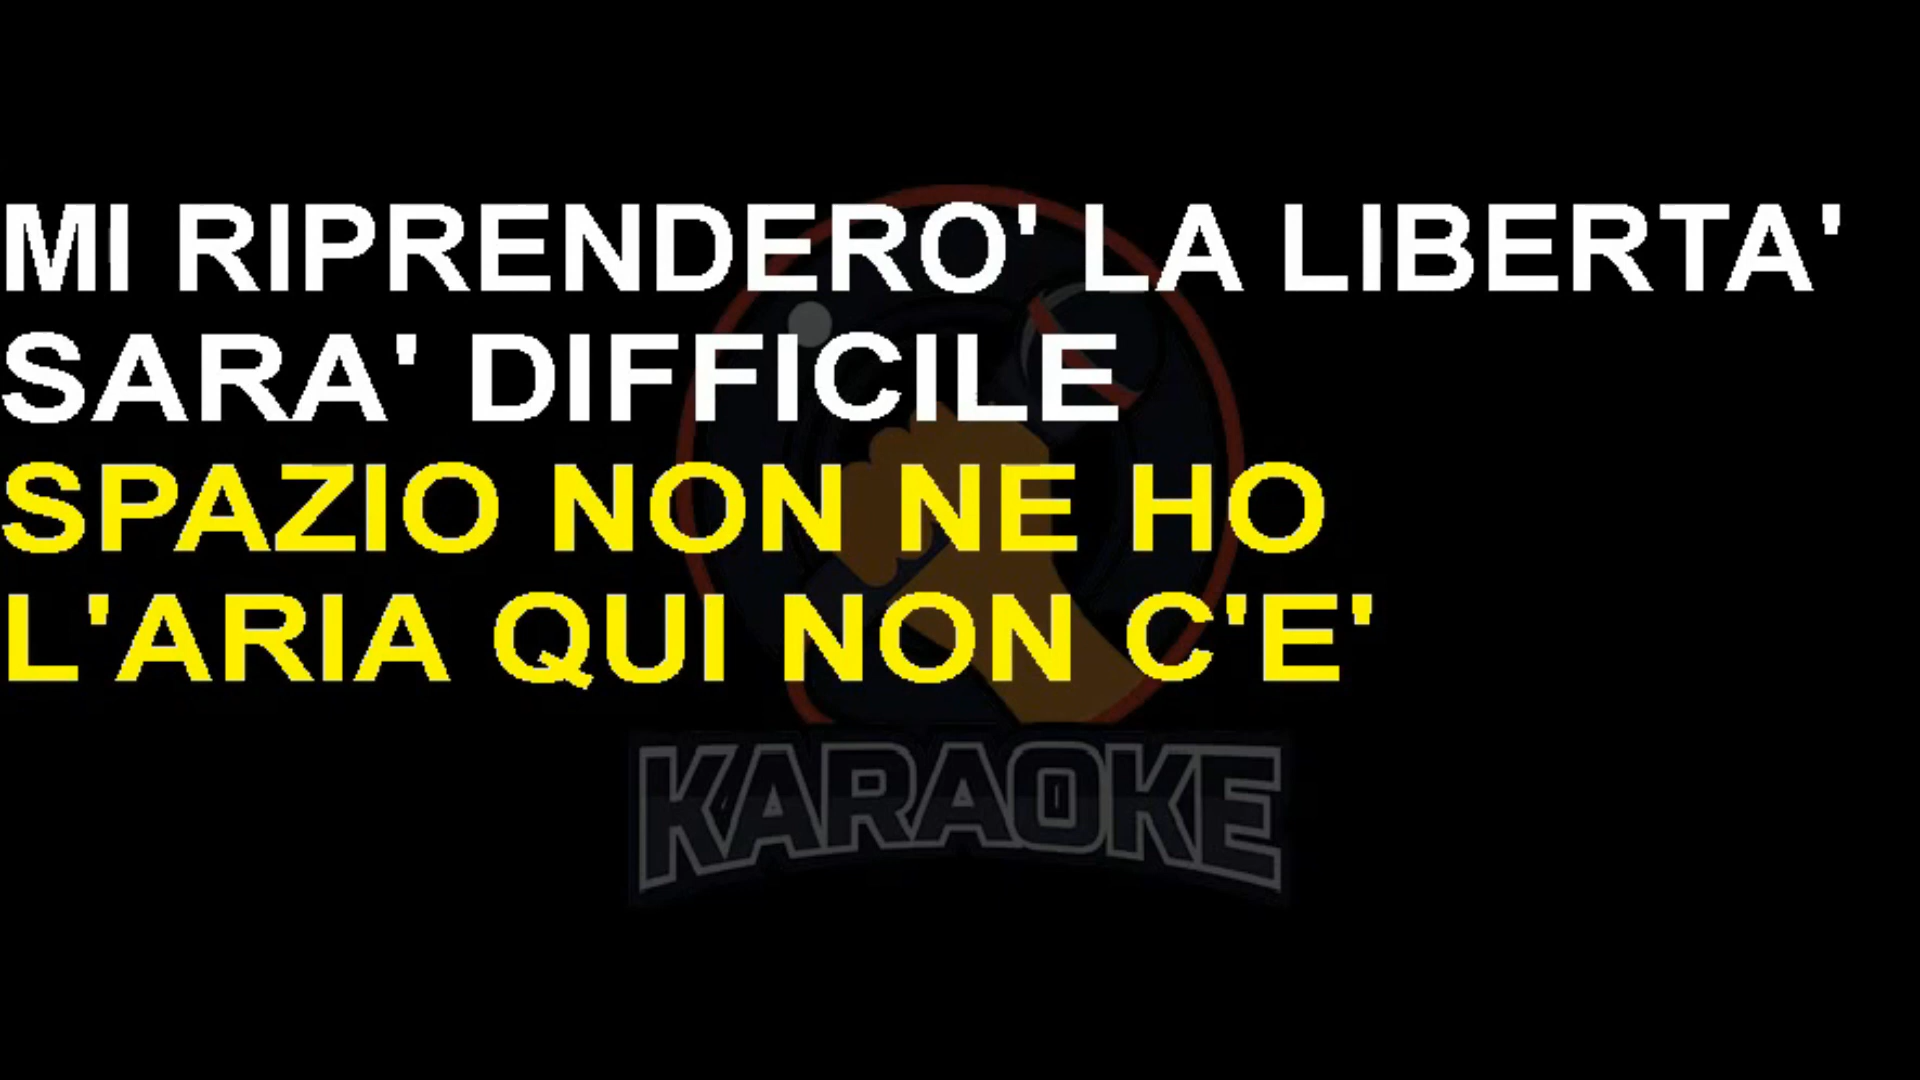 MI RIPRENDERO' LA LIBERTA'
SARA' DIFFICILE
SPAZIO NON NE HO
L'ARIA QUI NON C'E'
KARAOKE